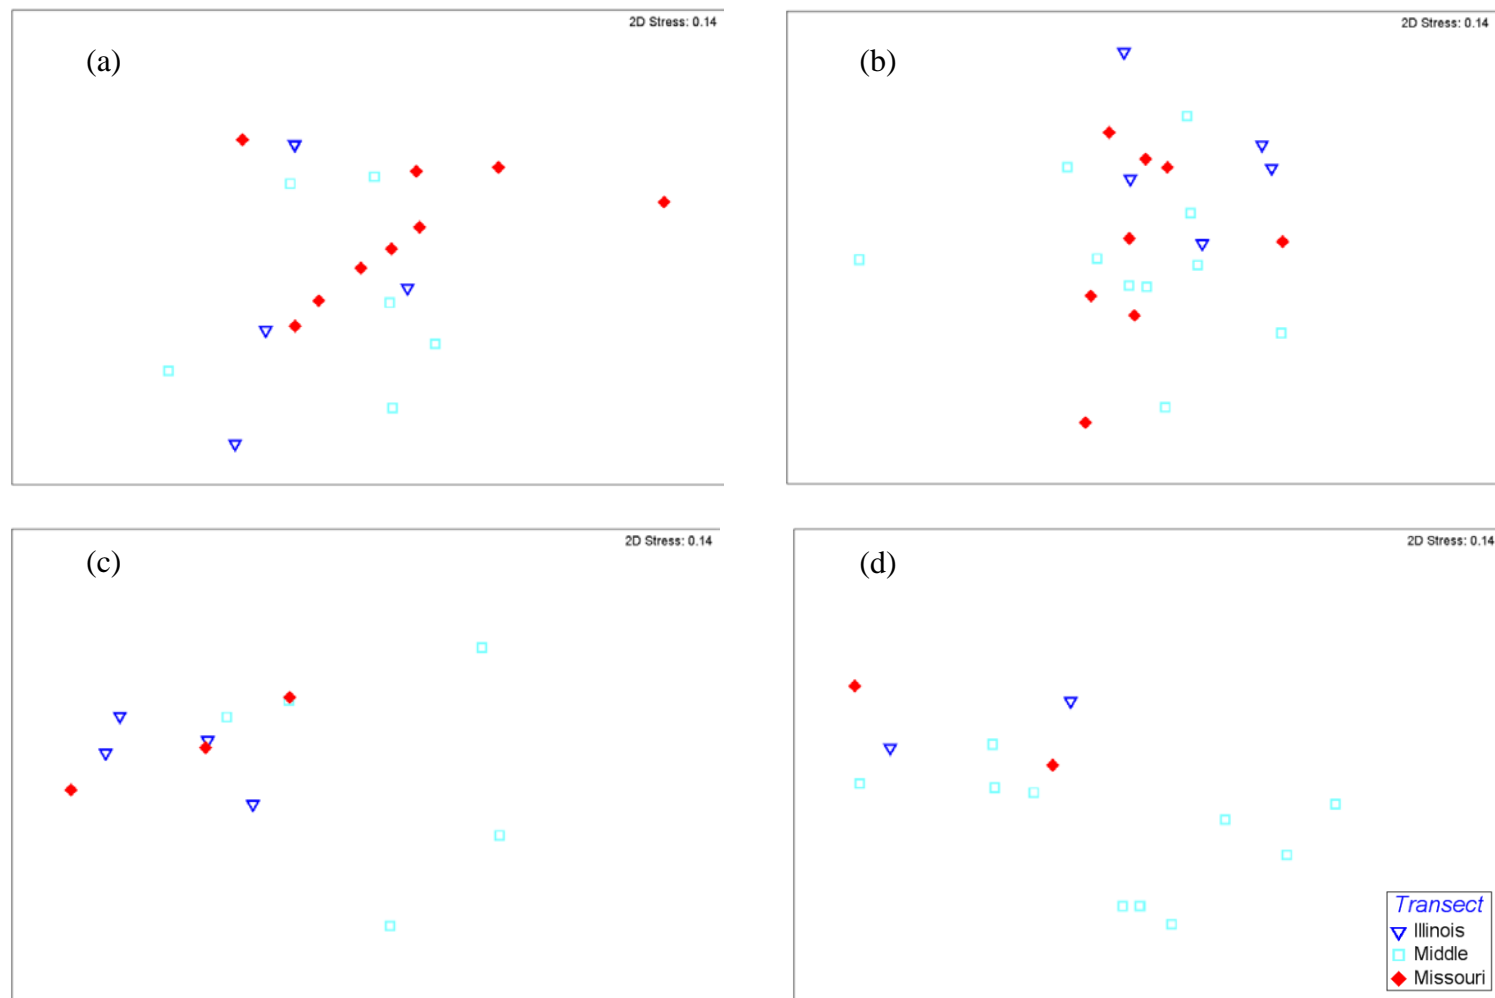 2D Stress: 0.14
(a)
2D Stress: 0.14
(b)
2D Stress: 0.14
(c)
2D Stress: 0.14
(d)
Transect
Illinois
Middle
Missouri